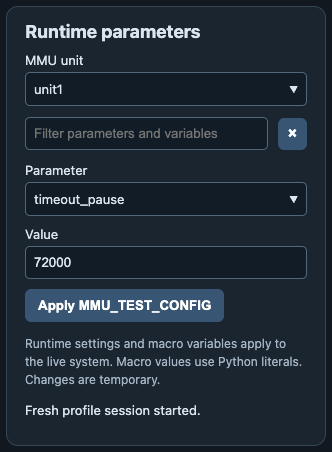 Runtime parameters
MMU unit
unit1
Filter parameters and variables
Parameter
timeout_pause
Value
72000
Apply MMU_TEST_CONFIG
Runtime settings and macro variables apply to
the live system. Macro values use Python literals.
Changes are temporary.
Fresh profile session started.